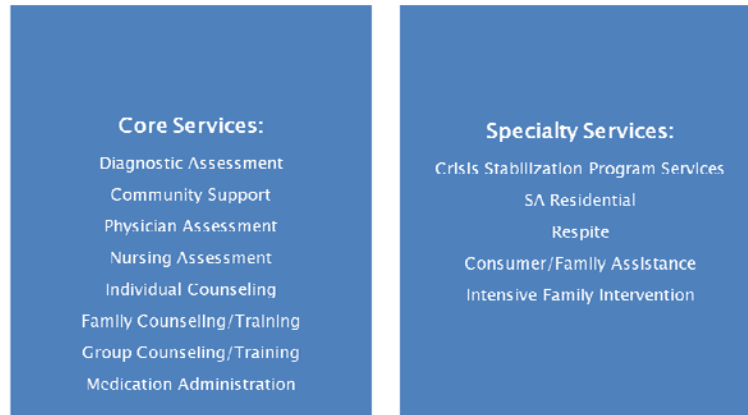 Core Services:
Diagnostic Assessment
Community Support
Physician Assessment
Nursing Assessment
Individual Counseling
Family Counseling/Training
Group Counseling/Training
Medication Administration
Specialty Services:
Crisis Stabilization Program Services
SA Residential
Respite
Consumer/Family Assistance
Intensive Family Intervention